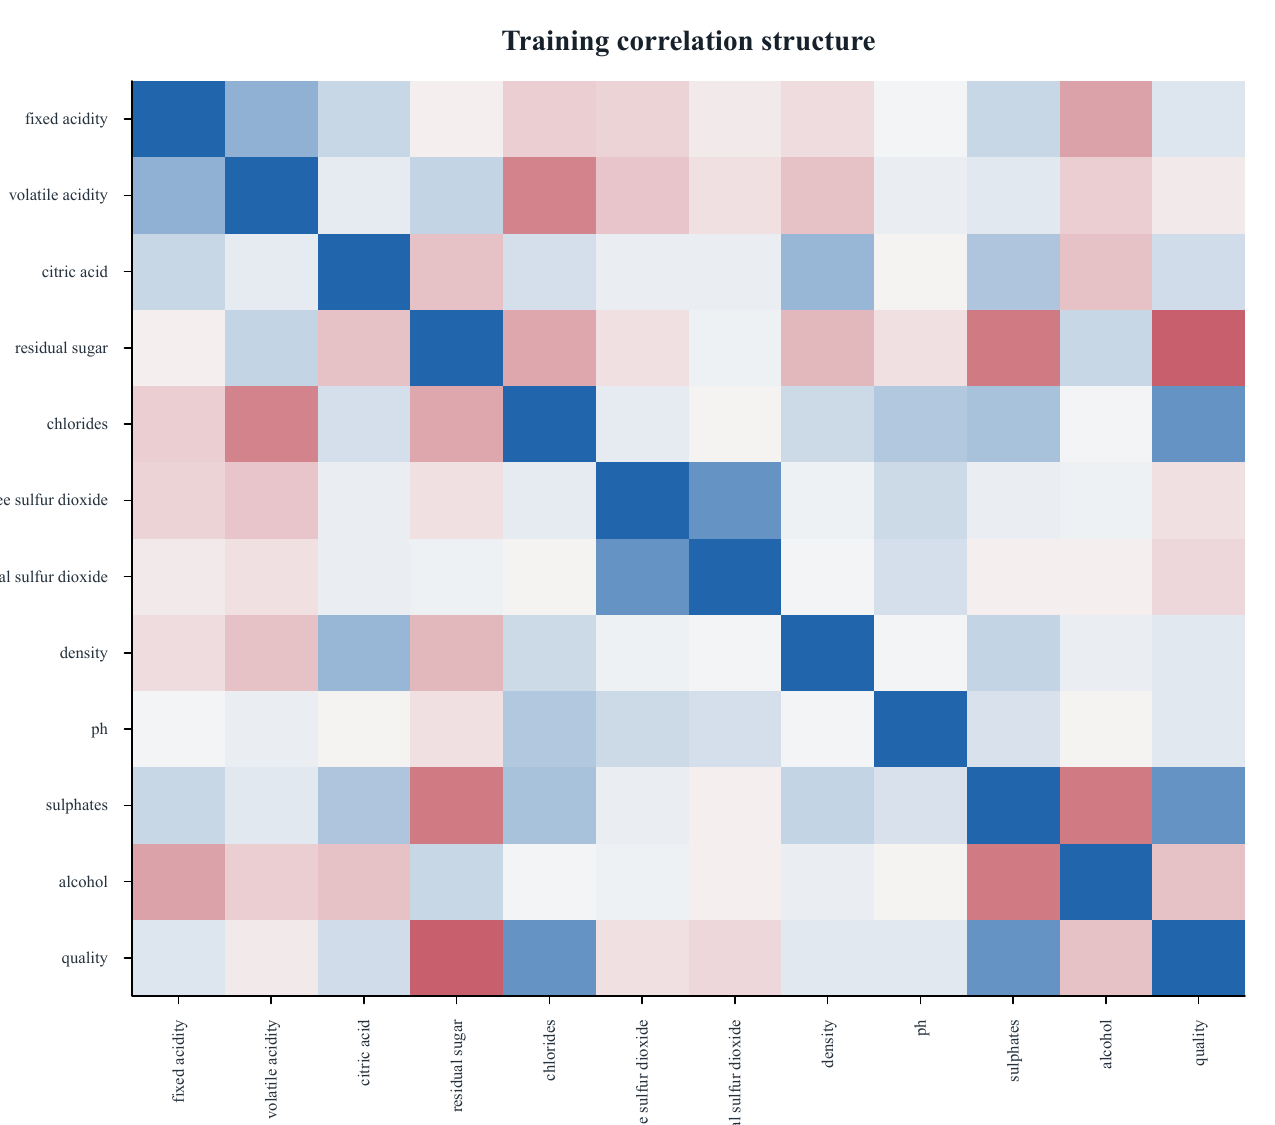 Training correlation structure
fixed acidity
volatile acidity
citric acid
residual sugar
chlorides
ee sulfur dioxide
al sulfur dioxide
density
ph
sulphates
alcohol
quality
fixed acidity
volatile acidity
citric acid
residual sugar
chlorides
e sulfur dioxide
al sulfur dioxide
density
ph
sulphates
alcohol
quality